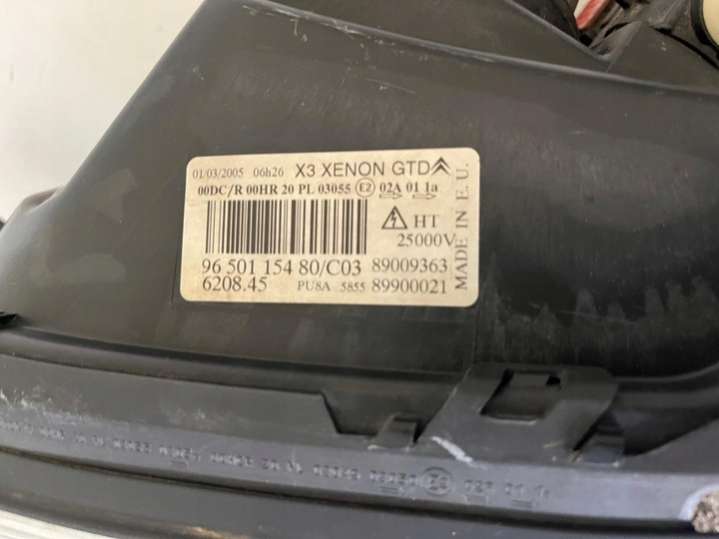 01/03/2005 06h26 X3 XENON GTD
00DC/R 00HR 20 PL 03055 E2 02A 01 1a
HT
25000V
96 501 154 80/C03 89009363
6208.45 PU8A 5855 89900021
MADE IN E.U.